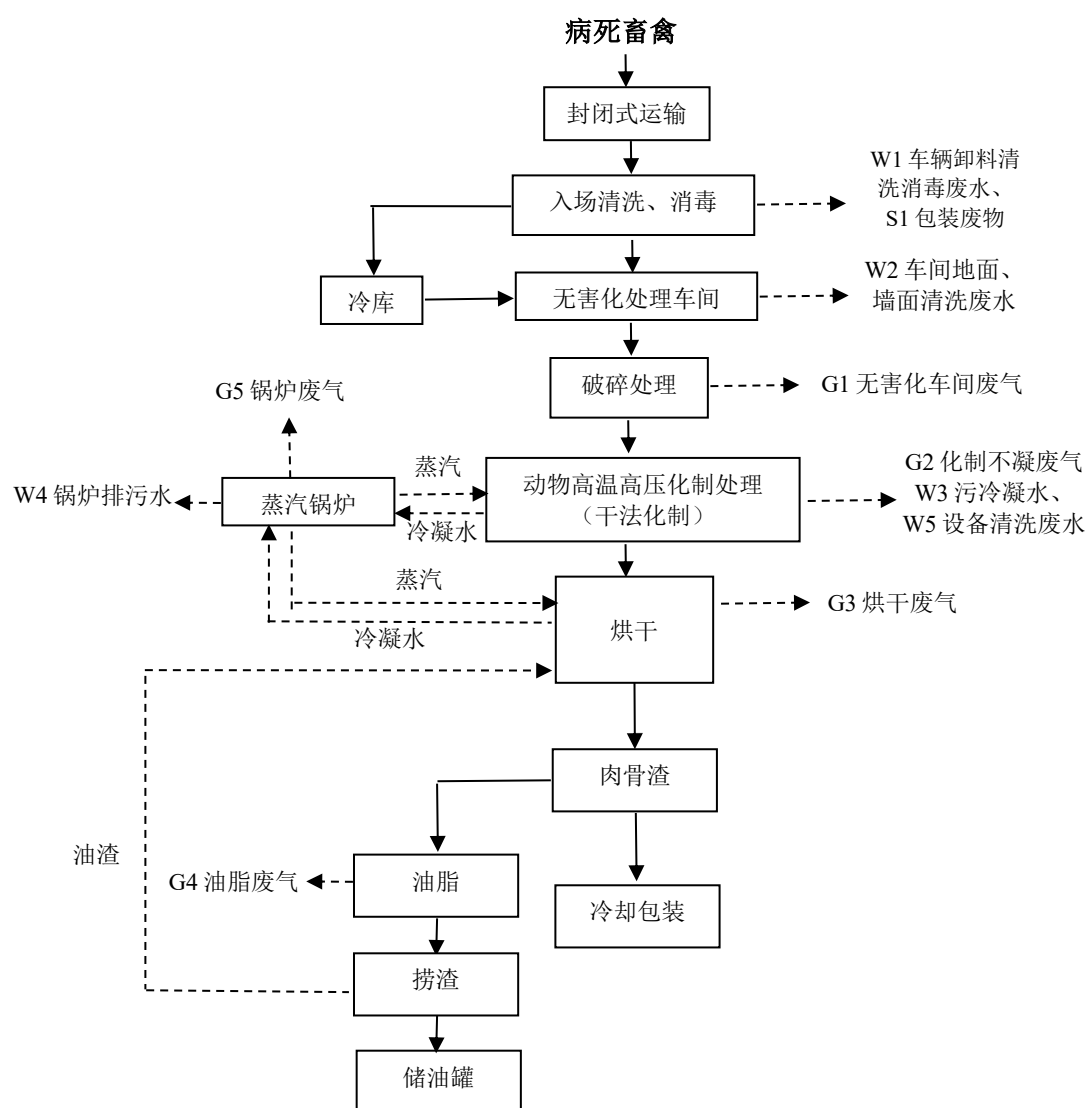 病死畜禽
封闭式运输
入场清洗、消毒
W1 车辆卸料清
洗消毒废水、
S1 包装废物
冷库
无害化处理车间
W2 车间地面、
墙面清洗废水
破碎处理
G1 无害化车间废气
G5 锅炉废气
W4 锅炉排污水
蒸汽锅炉
蒸汽
冷凝水
动物高温高压化制处理
（干法化制）
G2 化制不凝废气
W3 污冷凝水、
W5 设备清洗废水
蒸汽
冷凝水
烘干
G3 烘干废气
肉骨渣
油渣
G4 油脂废气
油脂
冷却包装
捞渣
储油罐